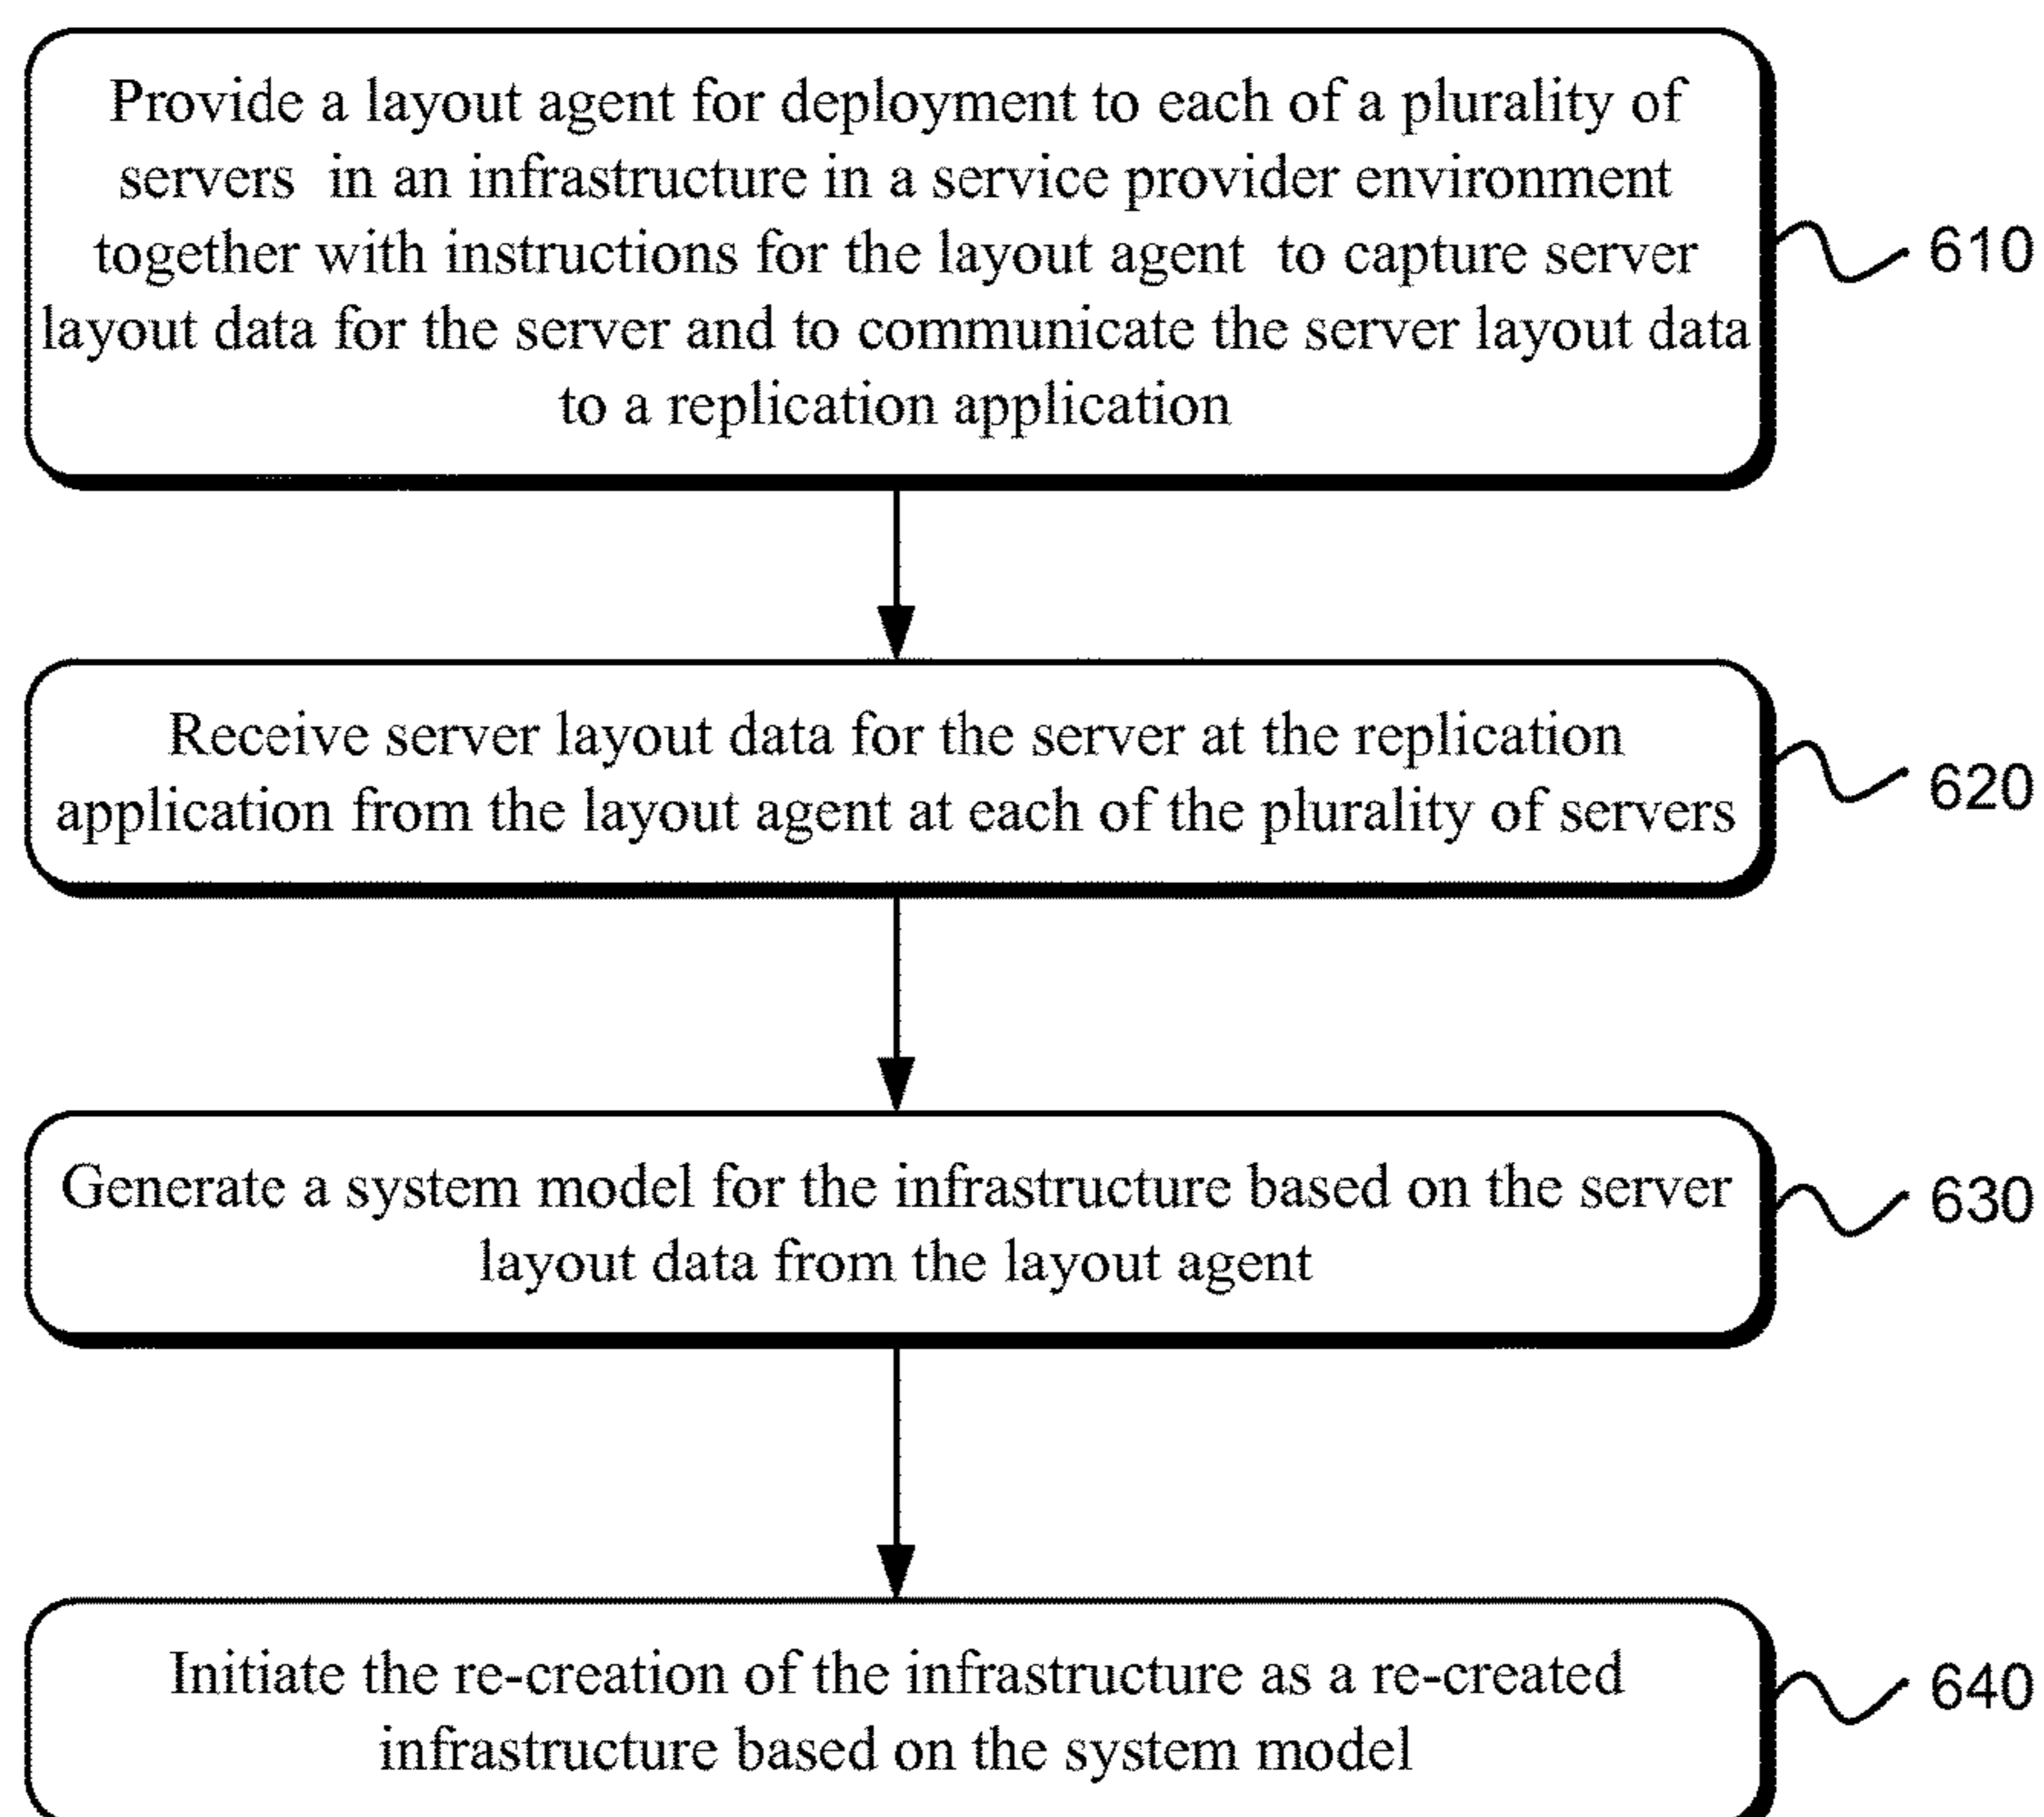 Provide a layout agent for deployment to each of a plurality of
servers in an infrastructure in a service provider environment
together with instructions for the layout agent to capture server
layout data for the server and to communicate the server layout data
to a replication application
610
Receive server layout data for the server at the replication
application from the layout agent at each of the plurality of servers
620
Generate a system model for the infrastructure based on the server
layout data from the layout agent
630
Initiate the re-creation of the infrastructure as a re-created
infrastructure based on the system model
640